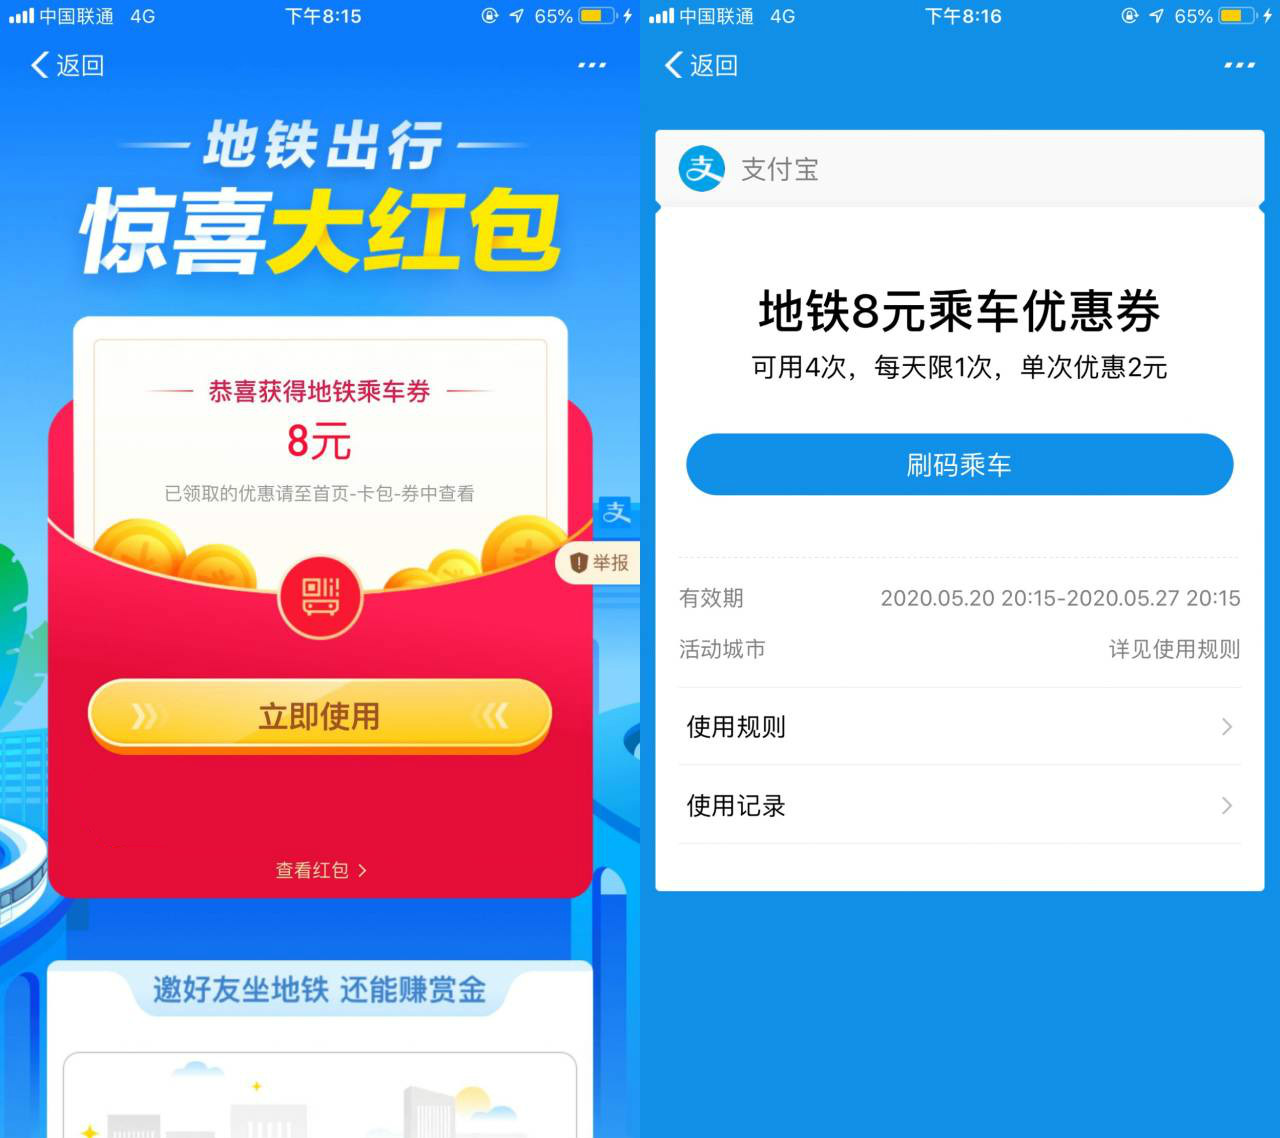 中国联通 4G 下午8:15 65%
返回
地铁出行
惊喜大红包
恭喜获得地铁乘车券
8元
已领取的优惠请至首页-卡包-券中查看
支
举报
立即使用
查看红包
邀好友坐地铁 还能赚赏金
中国联通 4G 下午8:16 65%
返回
支 支付宝
地铁8元乘车优惠券
可用4次，每天限1次，单次优惠2元
刷码乘车
有效期 2020.05.20 20:15-2020.05.27 20:15
活动城市 详见使用规则
使用规则
使用记录